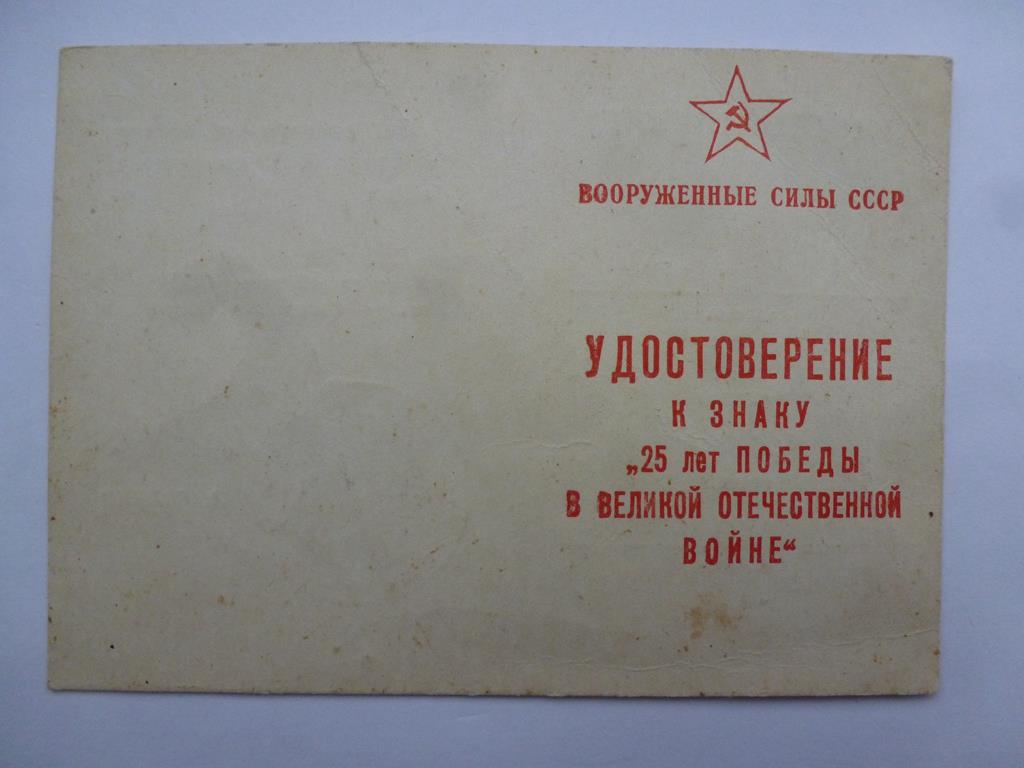 ВООРУЖЕННЫЕ СИЛЫ СССР
УДОСТОВЕРЕНИЕ
К ЗНАКУ
„25 лет ПОБЕДЫ
В ВЕЛИКОЙ ОТЕЧЕСТВЕННОЙ
ВОЙНЕ“